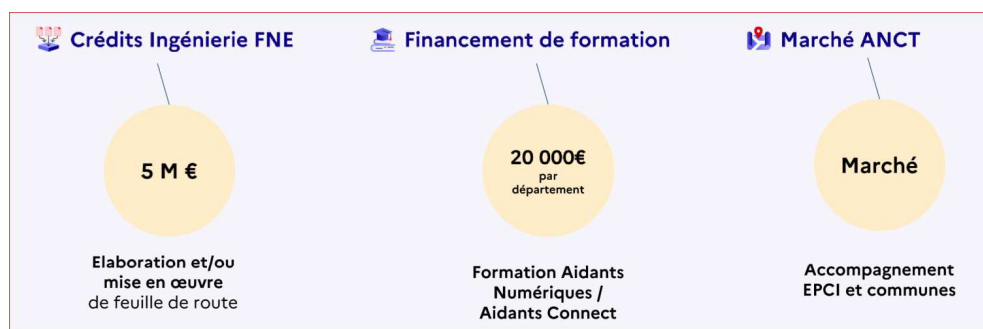 Crédits Ingénierie FNE
5 M €
Elaboration et/ou
mise en œuvre
de feuille de route
Financement de formation
20 000€
par
département
Formation Aidants
Numériques /
Aidants Connect
Marché ANCT
Marché
Accompagnement
EPCI et communes